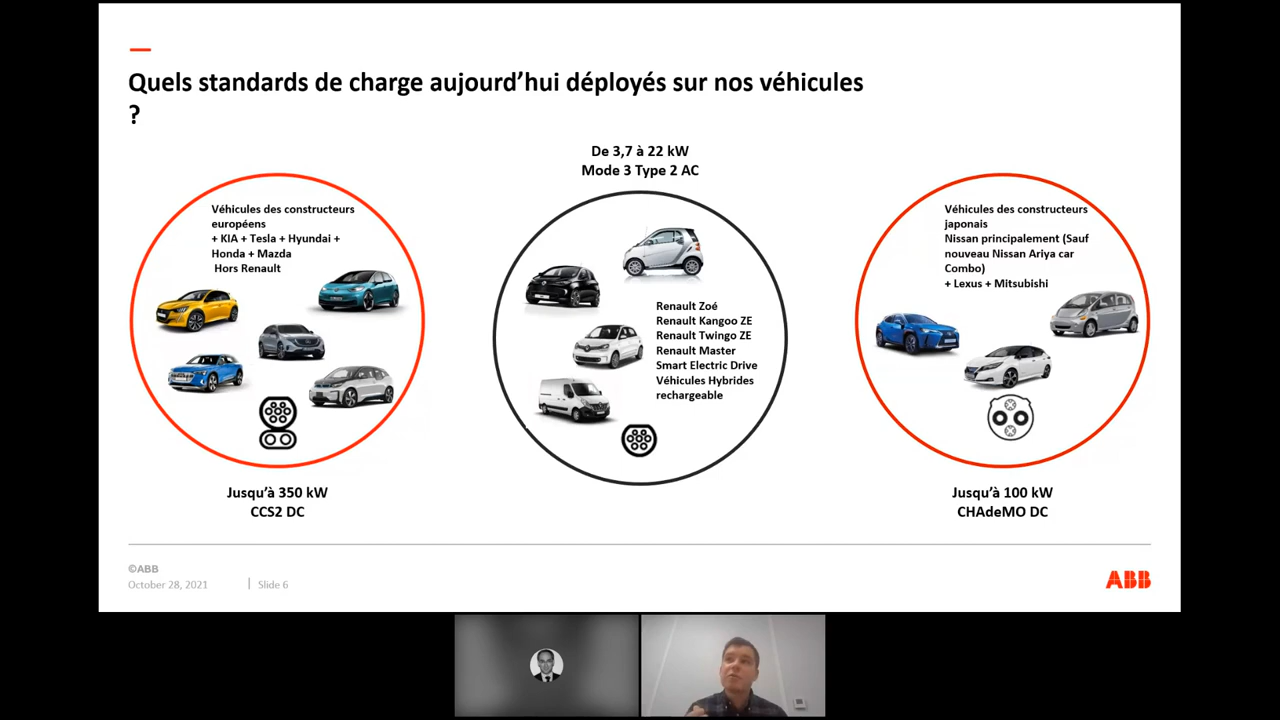 Quels standards de charge aujourd’hui déployés sur nos véhicules
?
De 3,7 à 22 kW
Mode 3 Type 2 AC
Véhicules des constructeurs
européens
+ KIA + Tesla + Hyundai +
Honda + Mazda
Hors Renault
Jusqu’à 350 kW
CCS2 DC
Renault Zoé
Renault Kangoo ZE
Renault Twingo ZE
Renault Master
Smart Electric Drive
Véhicules Hybrides
rechargeable
Véhicules des constructeurs
japonais
Nissan principalement (Sauf
nouveau Nissan Ariya car
Combo)
+ Lexus + Mitsubishi
Jusqu’à 100 kW
CHAdeMO DC
©ABB
October 28, 2021 | Slide 6
ABB